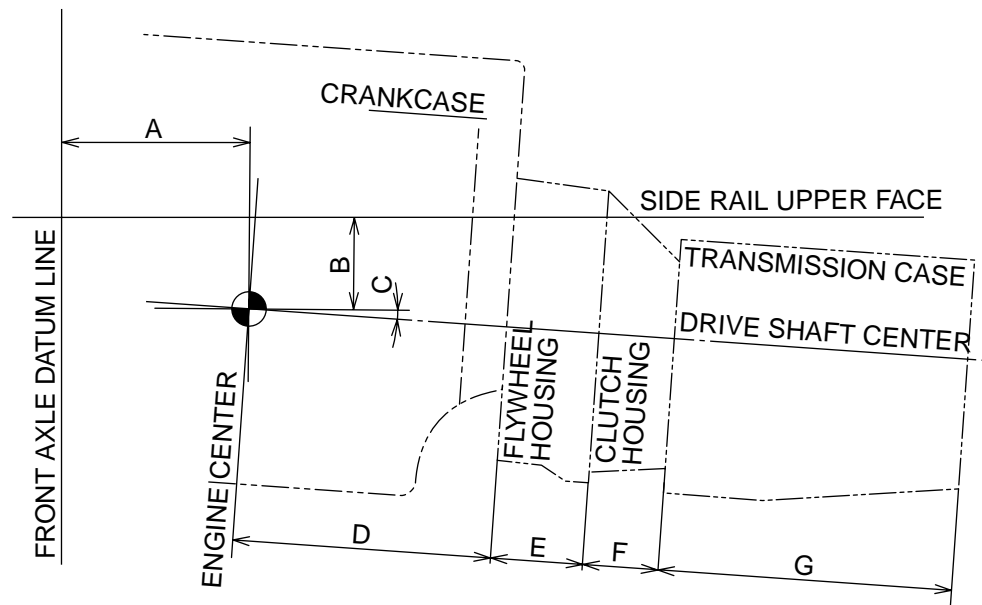 CRANKCASE
A
SIDE RAIL UPPER FACE
B
C
TRANSMISSION CASE
DRIVE SHAFT CENTER
FRONT AXLE DATUM LINE
ENGINE CENTER
FLYWHEEL
HOUSING
CLUTCH
HOUSING
D
E
F
G